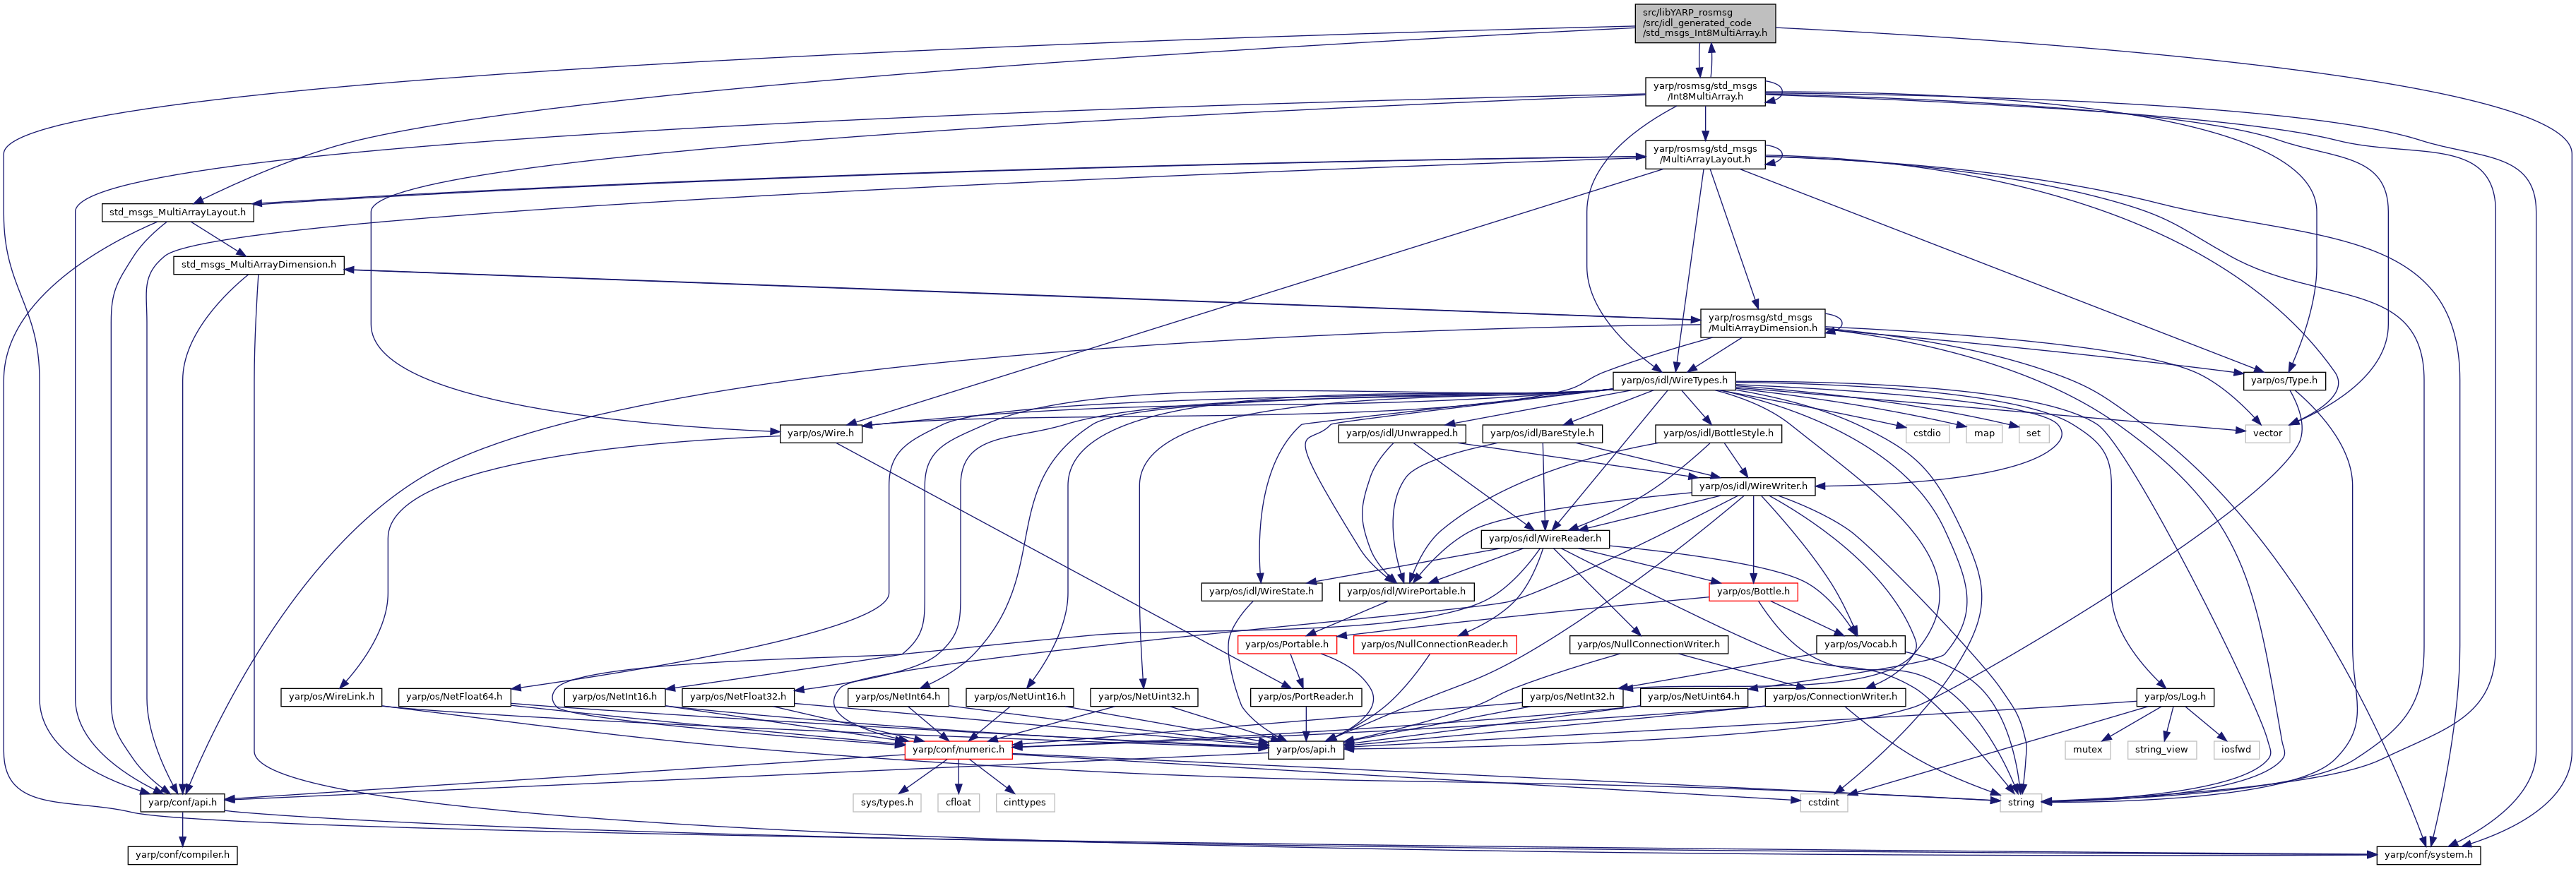 src/libYARP_rosmsg
/src/idl_generated_code
/std_msgs_Int8MultiArray.h
yarp/rosmsg/std_msgs
/Int8MultiArray.h
yarp/rosmsg/std_msgs
/MultiArrayLayout.h
std_msgs_MultiArrayLayout.h
std_msgs_MultiArrayDimension.h
yarp/rosmsg/std_msgs
/MultiArrayDimension.h
yarp/os/idl/WireTypes.h
yarp/os/Type.h
yarp/os/Wire.h
yarp/os/idl/Unwrapped.h
yarp/os/idl/BareStyle.h
yarp/os/idl/BottleStyle.h
cstdio
map
set
vector
yarp/os/idl/WireWriter.h
yarp/os/idl/WireReader.h
yarp/os/idl/WireState.h
yarp/os/idl/WirePortable.h
yarp/os/Bottle.h
yarp/os/Portable.h
yarp/os/NullConnectionReader.h
yarp/os/NullConnectionWriter.h
yarp/os/Vocab.h
yarp/os/WireLink.h
yarp/os/NetFloat64.h
yarp/os/NetInt16.h
yarp/os/NetFloat32.h
yarp/os/NetInt64.h
yarp/os/NetUint16.h
yarp/os/NetUint32.h
yarp/os/PortReader.h
yarp/os/NetInt32.h
yarp/os/NetUint64.h
yarp/os/ConnectionWriter.h
yarp/os/Log.h
yarp/conf/numeric.h
yarp/os/api.h
mutex
string_view
iosfwd
yarp/conf/api.h
sys/types.h
cfloat
cinttypes
cstdint
string
yarp/conf/compiler.h
yarp/conf/system.h